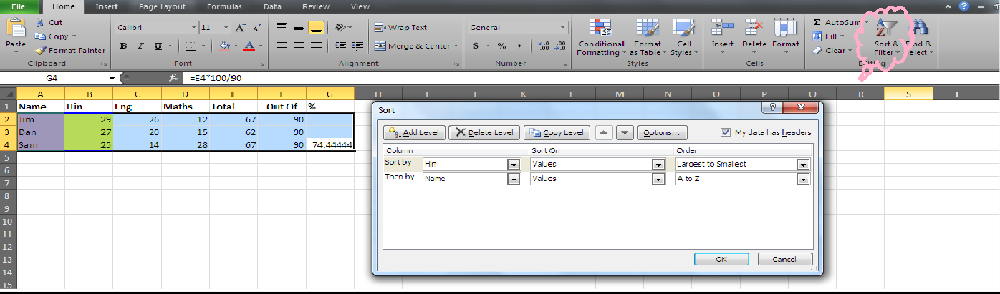 File Home Insert Page Layout Formulas Data Review View
Paste Cut
Copy
Format Painter
Calibri 11 A A
B I U A
Wrap Text
Merge & Center
General
$ % , .00 .00
Conditional Formatting Format as Table Cell Styles
Insert Delete Format
Σ AutoSum
Fill
Clear
Sort & Filter Find & Select
Clipboard Font Alignment Number Styles Cells Editing
G4 fx =E4*100/90
A B C D E F G H I J K L M N O P Q R S T
1 Name Hin Eng Maths Total Out Of %
2 Jim 29 26 12 67 90
3 Dan 27 20 15 62 90
4 Sam 25 14 28 67 90 74.44444
5
6
7
8
9
10
11
12
13
14
15
Sort
Add Level Delete Level Copy Level Options... My data has headers
Column Sort On Order
Sort by Hin Values Largest to Smallest
Then by Name Values A to Z
OK Cancel